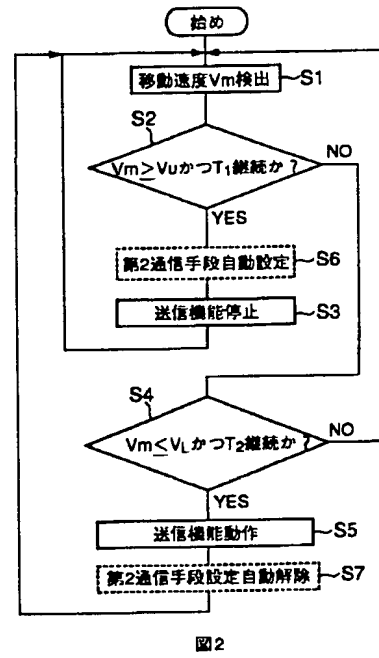 始め
移動速度Vm検出
S1
S2
Vm≧VuかつT₁継続か?
NO
YES
第2通信手段自動設定
S6
送信機能停止
S3
S4
Vm≦VLかつT₂継続か?
NO
YES
送信機能動作
S5
第2通信手段設定自動解除
S7
図2